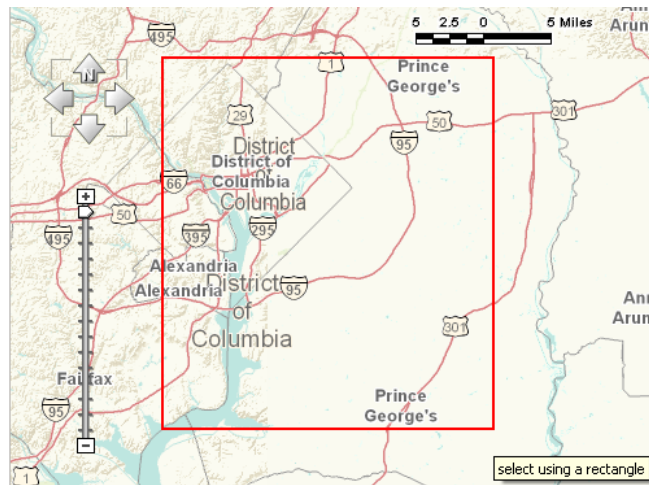 5 2.5 0 5 Miles
An
Arun
495
N
1
Prince
George's
29
50
301
95
District
of
Columbia
District of
Columbia
66
+
50
495
395
295
Alexandria
Alexandria
District
of
Columbia
95
301
Ann
Arun
Fairfax
95
Prince
George's
−
1
select using a rectangle